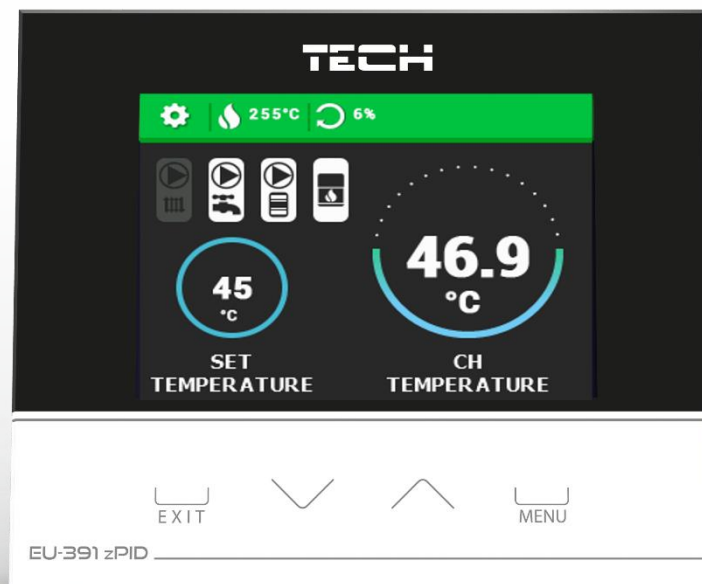 TECH
255°C
6%
45
°C
46.9
°C
SET
TEMPERATURE
CH
TEMPERATURE
EXIT
MENU
EU-391 zPID